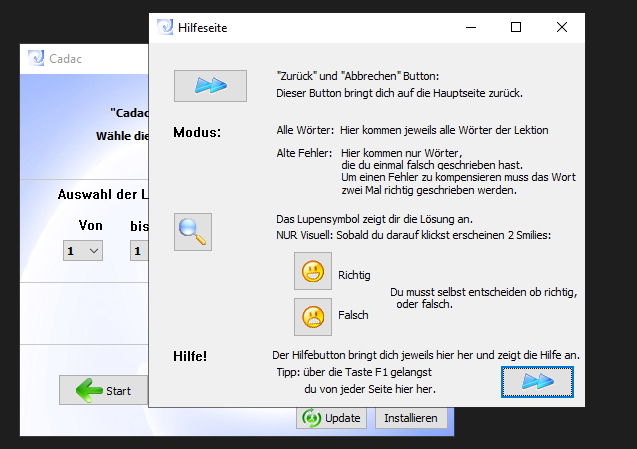 Hilfeseite
Cadac
"Zurück" und "Abbrechen" Button:
Dieser Button bringt dich auf die Hauptseite zurück.
"Cadac
Wähle die
Modus:
Alle Wörter: Hier kommen jeweils alle Wörter der Lektion
Alte Fehler: Hier kommen nur Wörter,
die du einmal falsch geschrieben hast.
Um einen Fehler zu kompensieren muss das Wort
zwei Mal richtig geschrieben werden.
Auswahl der L
Von bis
1 1
Das Lupensymbol zeigt dir die Lösung an.
NUR Visuell: Sobald du darauf klickst erscheinen 2 Smilies:
Richtig
Falsch
Du musst selbst entscheiden ob richtig,
oder falsch.
Hilfe!
Der Hilfebutton bringt dich jeweils hier her und zeigt die Hilfe an.
Tipp: über die Taste F1 gelangst
du von jeder Seite hier her.
Start
Update Installieren